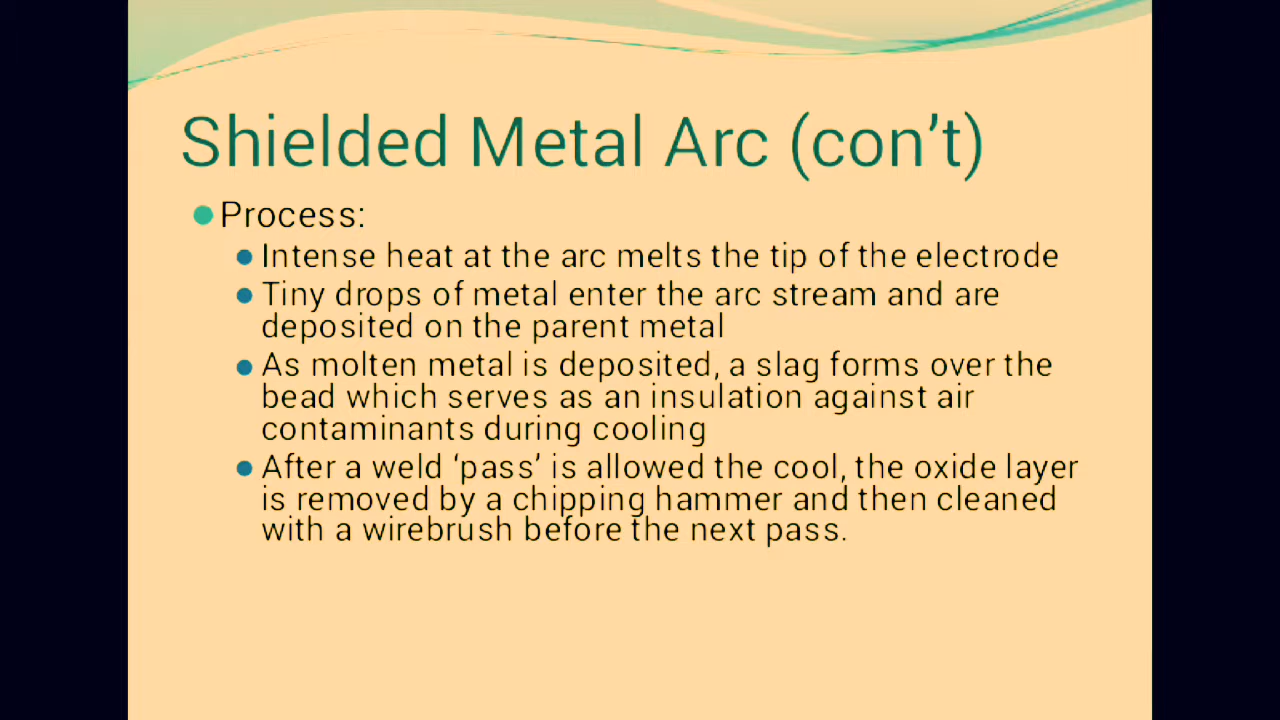 Shielded Metal Arc (con’t)
Process:
Intense heat at the arc melts the tip of the electrode
Tiny drops of metal enter the arc stream and are
deposited on the parent metal
As molten metal is deposited, a slag forms over the
bead which serves as an insulation against air
contaminants during cooling
After a weld ‘pass’ is allowed the cool, the oxide layer
is removed by a chipping hammer and then cleaned
with a wirebrush before the next pass.